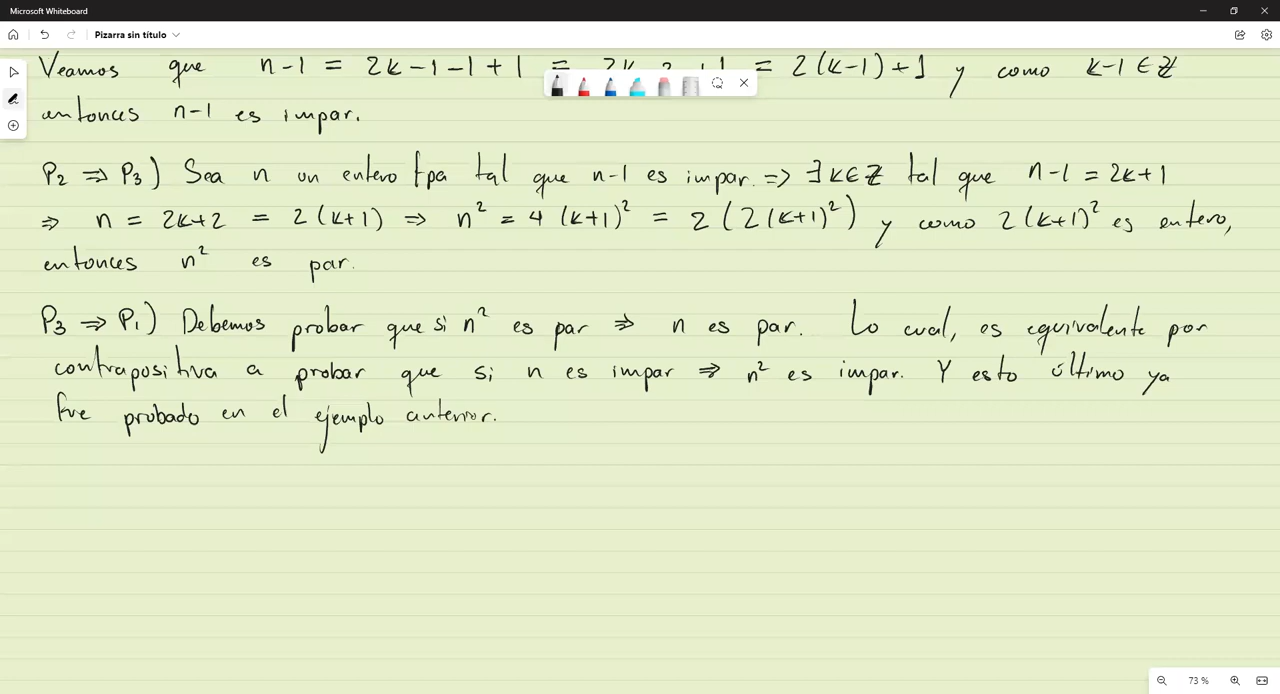 Microsoft Whiteboard
Pizarra sin título
Veamos que n-1 = 2k-1-1+1 = 2k-2+1 = 2(k-1)+1 y como k-1 ∈ ℤ
entonces n-1 es impar.
P₂ ⇒ P₃) Sea n un entero tal que n-1 es impar. ⇒ ∃ k∈ℤ tal que n-1 = 2k+1
⇒ n = 2k+2 = 2(k+1) ⇒ n² = 4(k+1)² = 2(2(k+1)²) y como 2(k+1)² es entero,
entonces n² es par.
P₃ ⇒ P₁) Debemos probar que si n² es par ⇒ n es par. Lo cual, es equivalente por
contrapositiva a probar que si n es impar ⇒ n² es impar. Y esto último ya
fue probado en el ejemplo anterior.
73 %